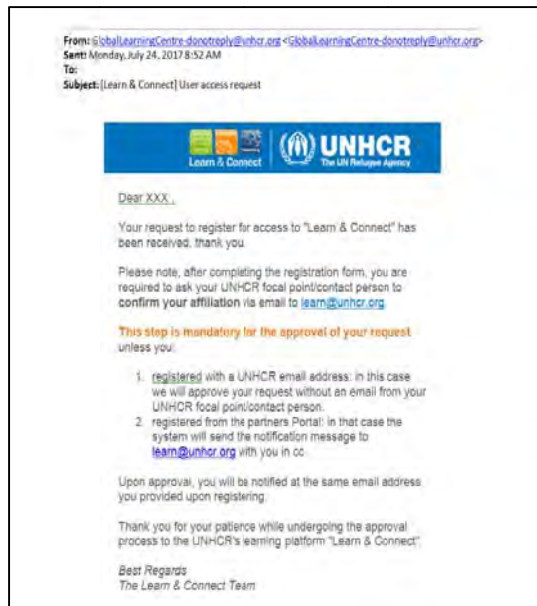 From: GlobalLearningCentre-donotreply@unhcr.org <GlobalLearningCentre-donotreply@unhcr.org>
Sent: Monday, July 24, 2017 8:52 AM
To:
Subject: [Learn & Connect] User access request
Learn & Connect
UNHCR
The UN Refugee Agency
Dear XXX ,
Your request to register for access to "Learn & Connect" has
been received, thank you.
Please note, after completing the registration form, you are
required to ask your UNHCR focal point/contact person to
confirm your affiliation via email to learn@unhcr.org.
This step is mandatory for the approval of your request
unless you:
1. registered with a UNHCR email address: in this case
we will approve your request without an email from your
UNHCR focal point/contact person.
2. registered from the partners Portal: in that case the
system will send the notification message to
learn@unhcr.org with you in cc.
Upon approval, you will be notified at the same email address
you provided upon registering.
Thank you for your patience while undergoing the approval
process to the UNHCR's earning platform "Learn & Connect".
Best Regards
The Learn & Connect Team